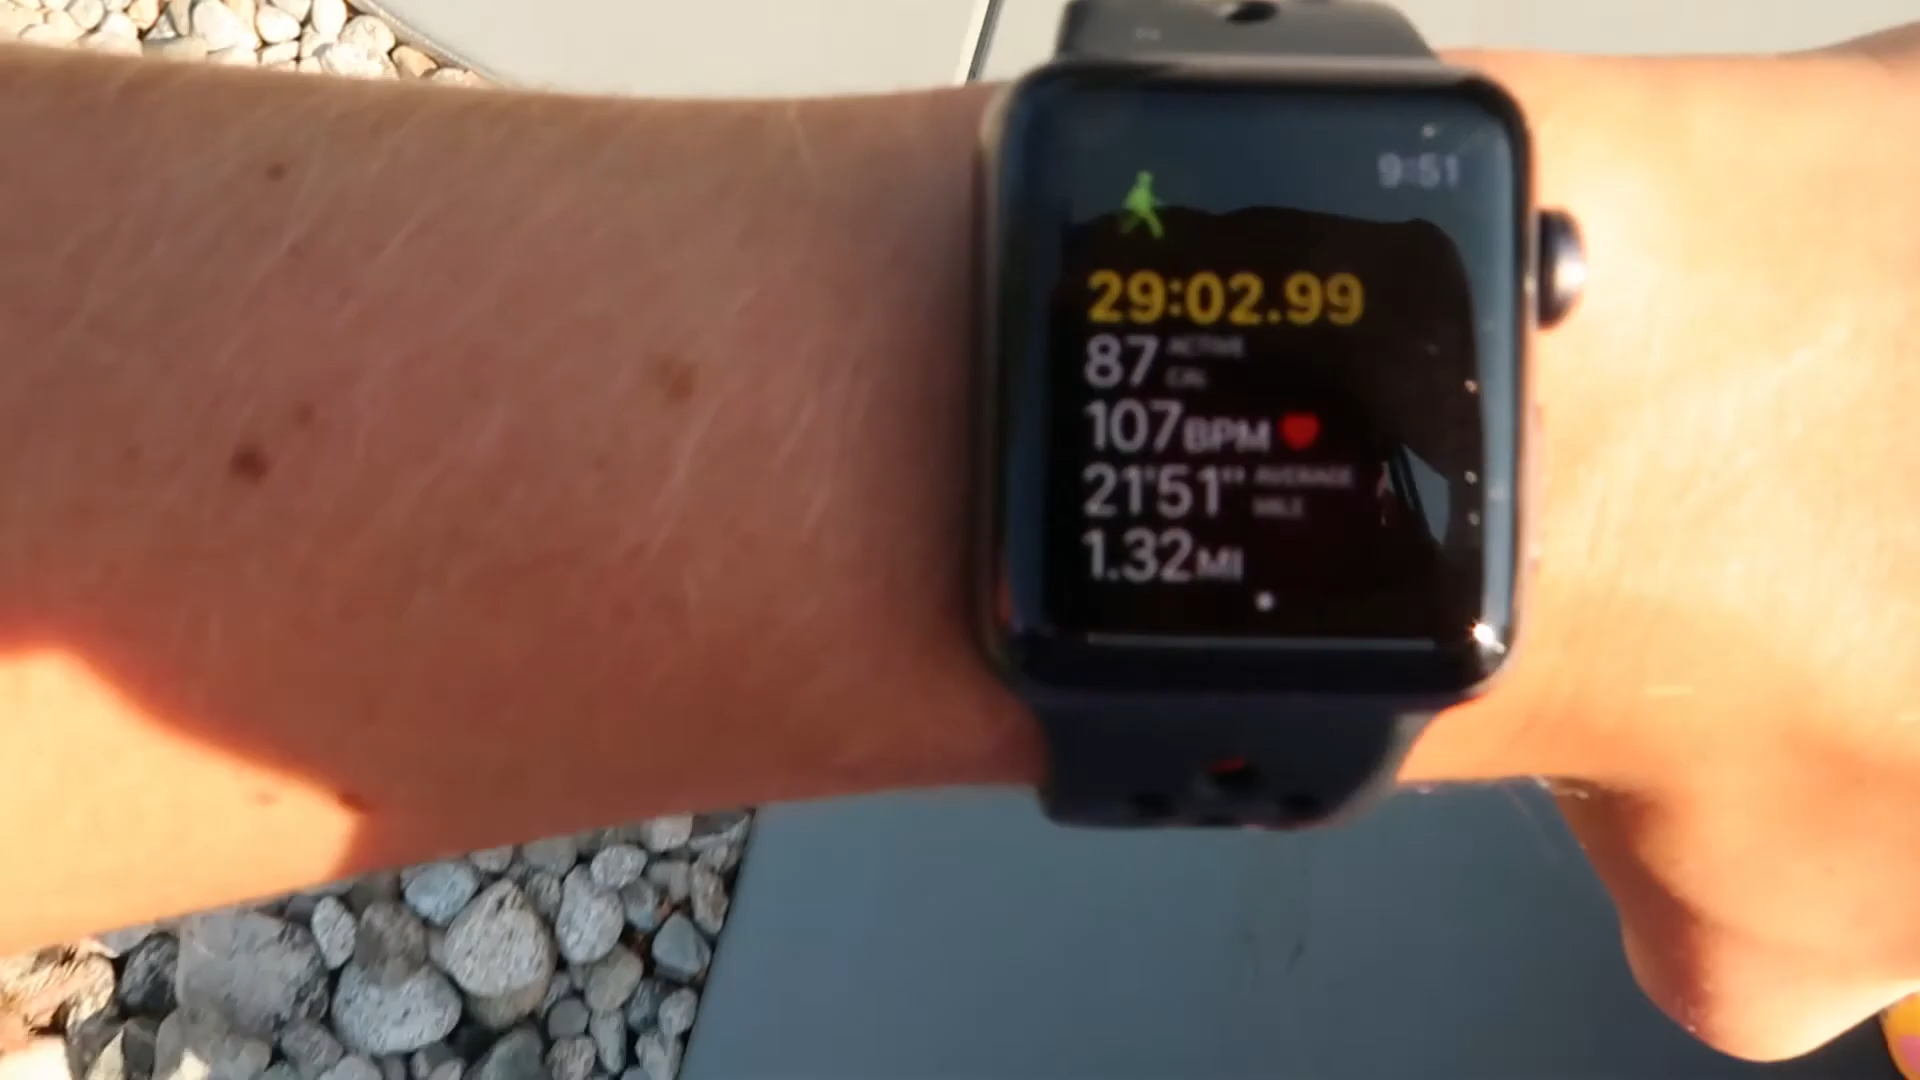 9:51
29:02.99
87 ACTIVE CAL
107BPM
21'51" AVERAGE MILE
1.32MI